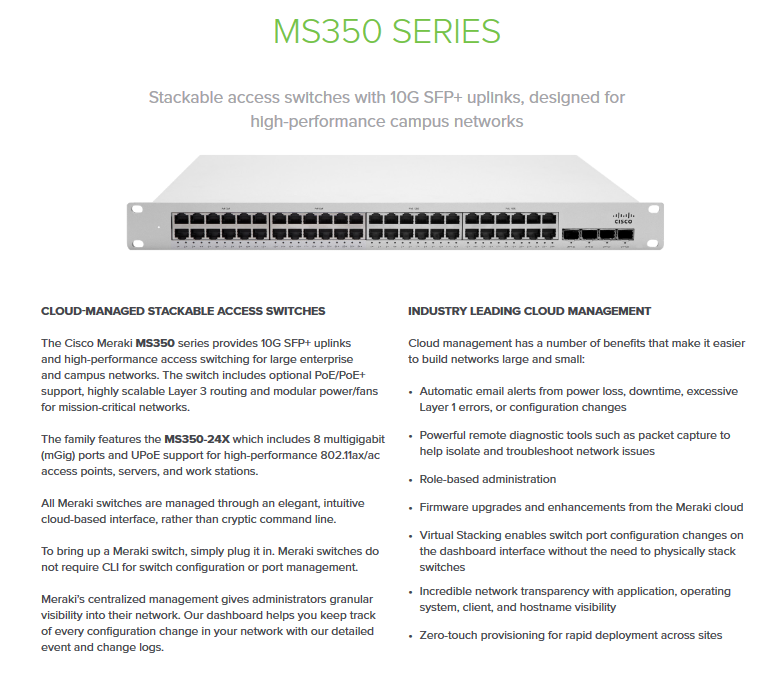 MS350 SERIES
Stackable access switches with 10G SFP+ uplinks, designed for
high-performance campus networks
CISCO
CLOUD-MANAGED STACKABLE ACCESS SWITCHES
The Cisco Meraki MS350 series provides 10G SFP+ uplinks
and high-performance access switching for large enterprise
and campus networks. The switch includes optional PoE/PoE+
support, highly scalable Layer 3 routing and modular power/fans
for mission-critical networks.
The family features the MS350-24X which includes 8 multigigabit
(mGig) ports and UPoE support for high-performance 802.11ax/ac
access points, servers, and work stations.
All Meraki switches are managed through an elegant, intuitive
cloud-based interface, rather than cryptic command line.
To bring up a Meraki switch, simply plug it in. Meraki switches do
not require CLI for switch configuration or port management.
Meraki's centralized management gives administrators granular
visibility into their network. Our dashboard helps you keep track
of every configuration change in your network with our detailed
event and change logs.
INDUSTRY LEADING CLOUD MANAGEMENT
Cloud management has a number of benefits that make it easier
to build networks large and small:
• Automatic email alerts from power loss, downtime, excessive
Layer 1 errors, or configuration changes
• Powerful remote diagnostic tools such as packet capture to
help isolate and troubleshoot network issues
• Role-based administration
• Firmware upgrades and enhancements from the Meraki cloud
• Virtual Stacking enables switch port configuration changes on
the dashboard interface without the need to physically stack
switches
• Incredible network transparency with application, operating
system, client, and hostname visibility
• Zero-touch provisioning for rapid deployment across sites